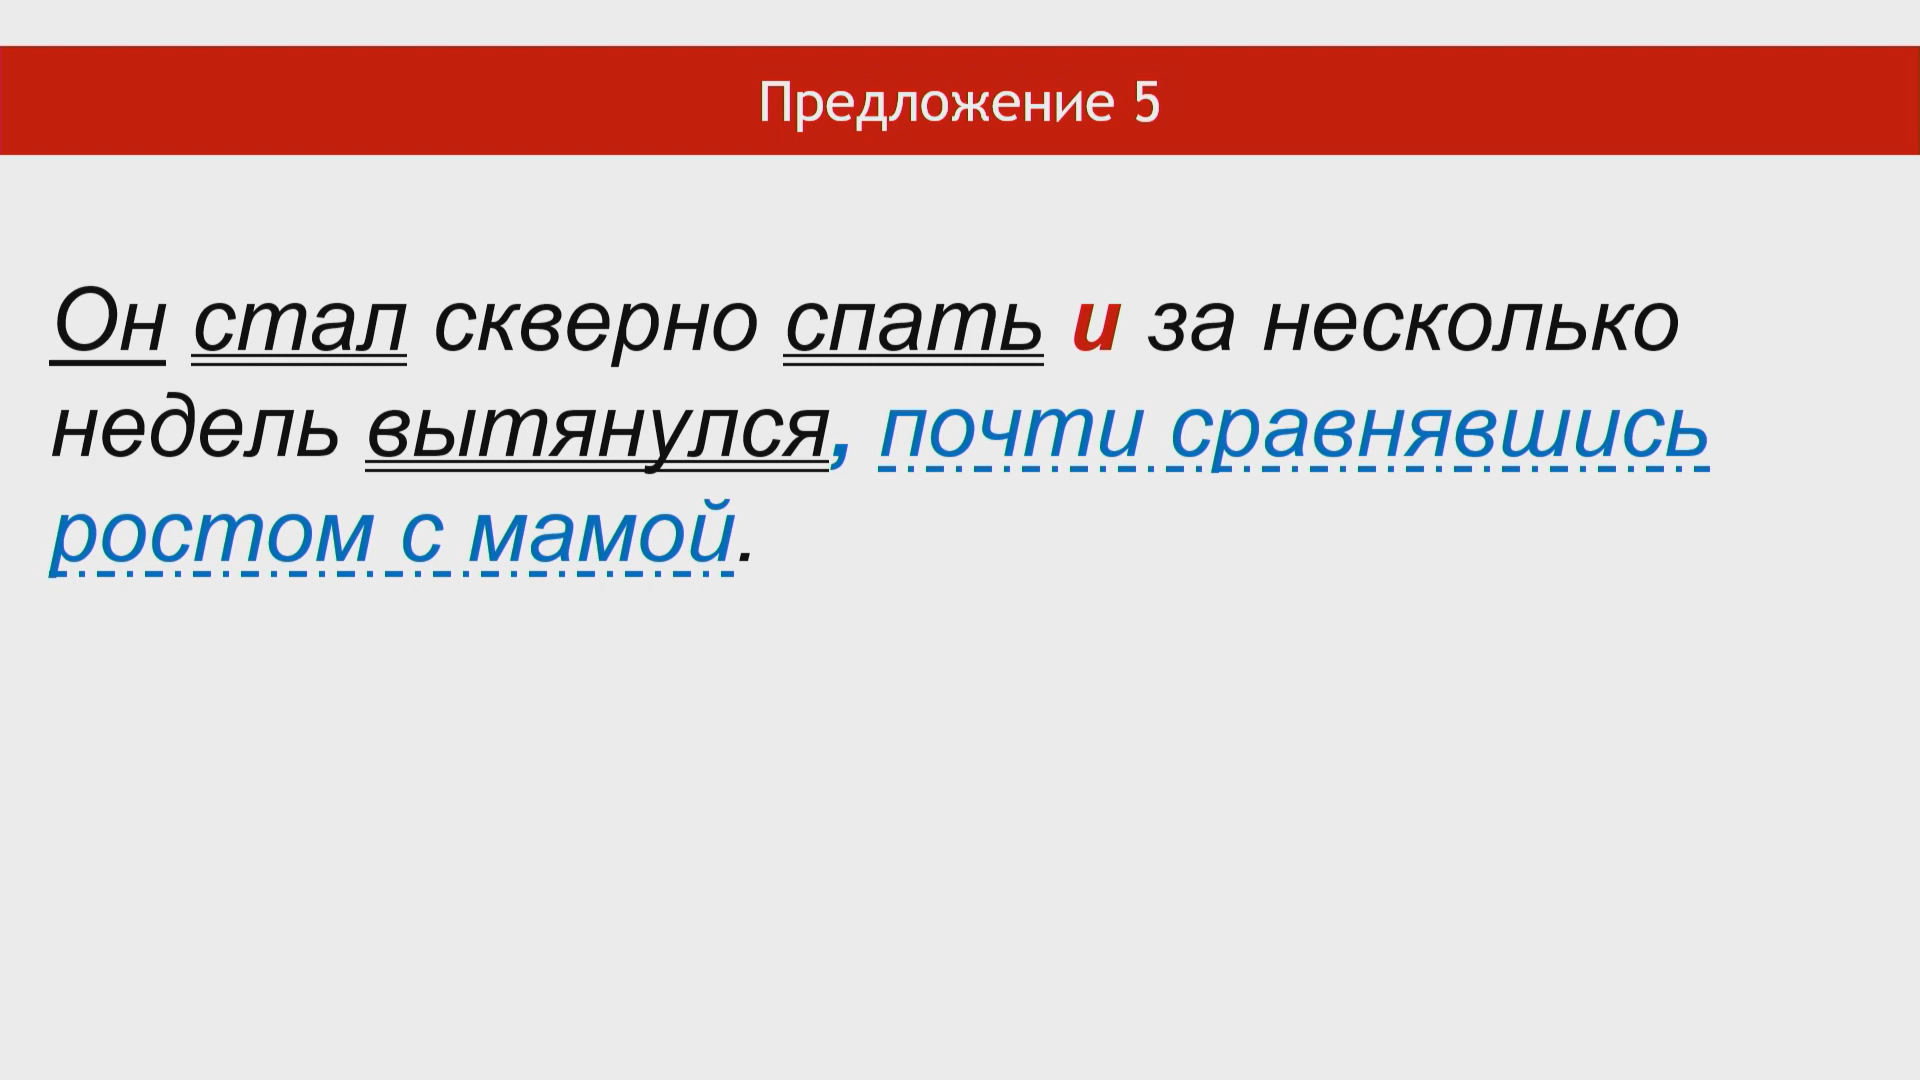 Предложение 5
Он стал скверно спать и за несколько
недель вытянулся, почти сравнявшись
ростом с мамой.